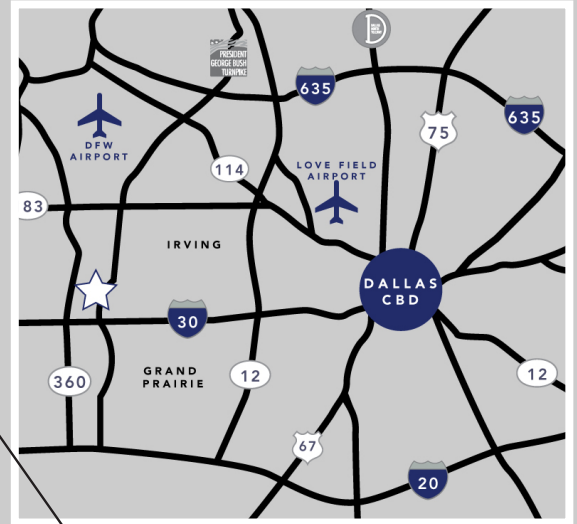 PRESIDENT
GEORGE BUSH
TURNPIKE
635
75
635
DFW
AIRPORT
114
LOVE FIELD
AIRPORT
83
IRVING
DALLAS
CBD
30
360
GRAND
PRAIRIE
12
12
67
20